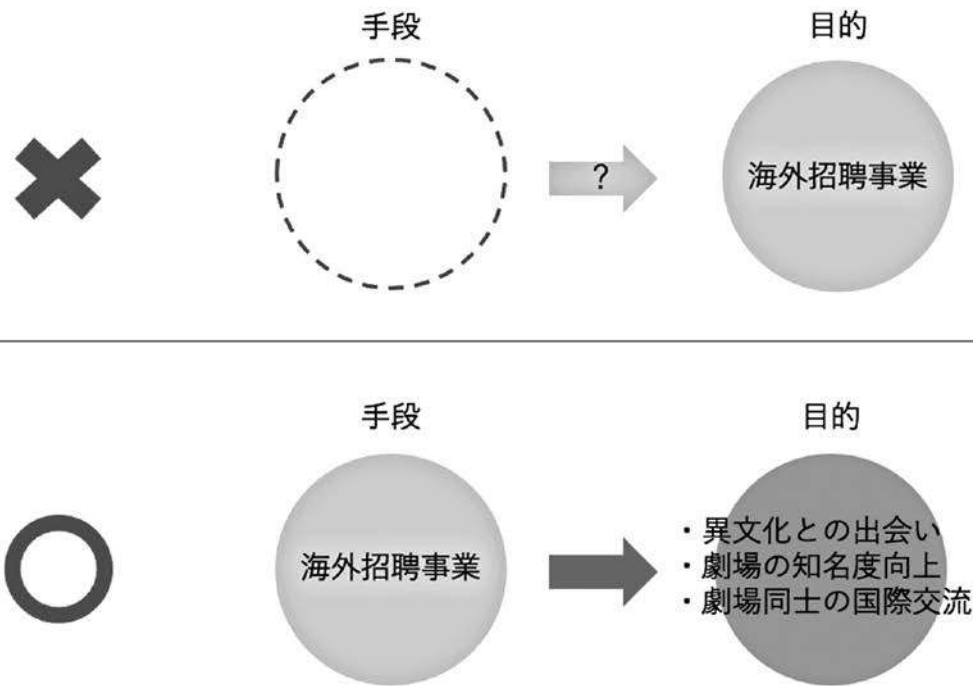 手段
目的
?
海外招聘事業
手段
目的
海外招聘事業
・異文化との出会い
・劇場の知名度向上
・劇場同士の国際交流